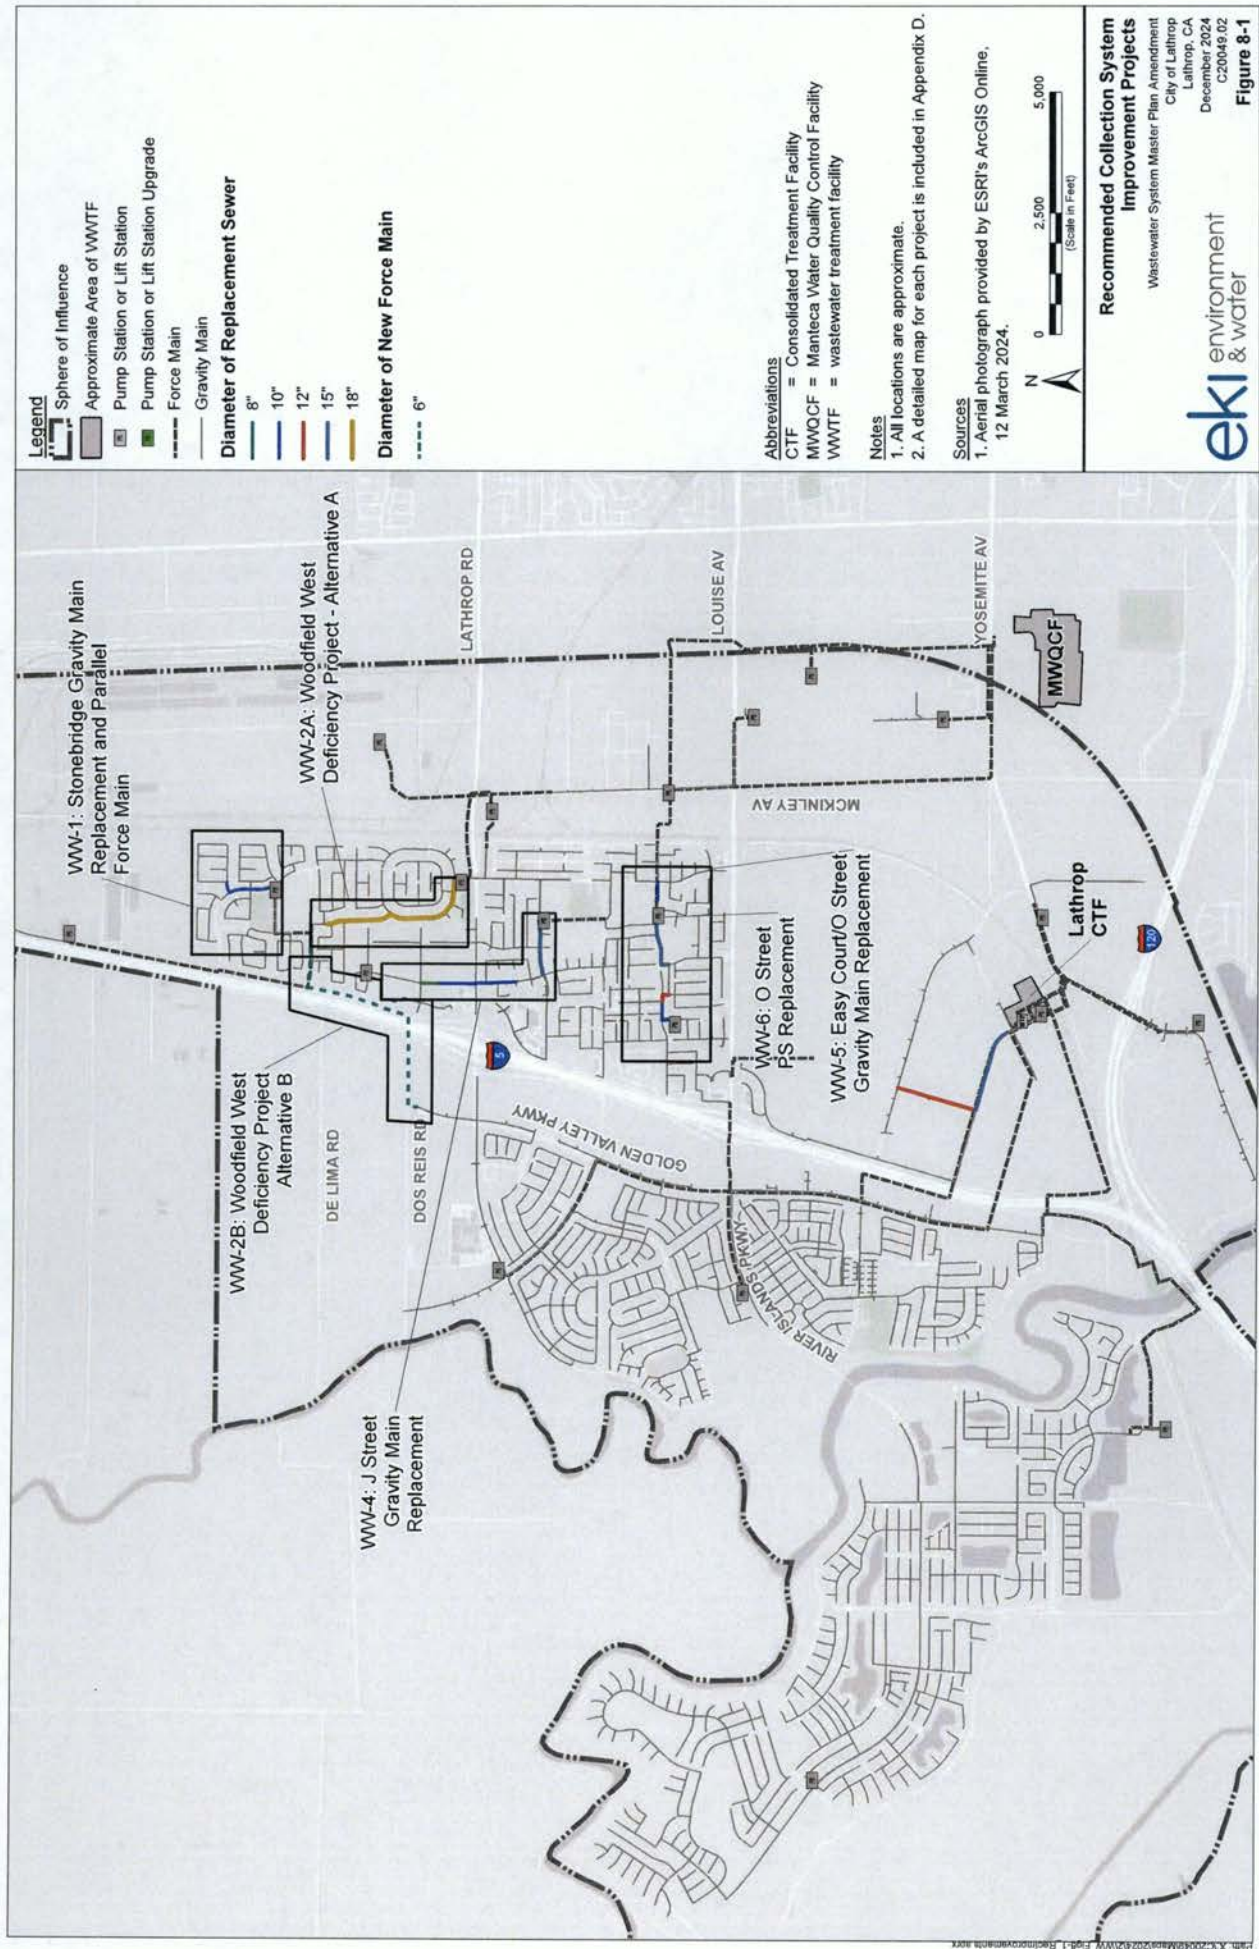 WW-1: Stonebridge Gravity Main
Replacement and Parallel
Force Main
WW-2A: Woodfield West
Deficiency Project - Alternative A
WW-2B: Woodfield West
Deficiency Project
Alternative B
WW-4: J Street
Gravity Main
Replacement
WW-6: O Street
PS Replacement
WW-5: Easy Court/O Street
Gravity Main Replacement
DE LIMA RD
DOS REIS RD
LATHROP RD
LOUISE AV
YOSEMITE AV
MCKINLEY AV
GOLDEN VALLEY PKWY
RIVER ISLANDS PKWY
5
120
Lathrop
CTF
MWQCF
Legend
Sphere of Influence
Approximate Area of WWTF
Pump Station or Lift Station
Pump Station or Lift Station Upgrade
Force Main
Gravity Main
Diameter of Replacement Sewer
8"
10"
12"
15"
18"
Diameter of New Force Main
6"
Abbreviations
CTF = Consolidated Treatment Facility
MWQCF = Manteca Water Quality Control Facility
WWTF = wastewater treatment facility
Notes
1. All locations are approximate.
2. A detailed map for each project is included in Appendix D.
Sources
1. Aerial photograph provided by ESRI's ArcGIS Online,
12 March 2024.
N
0 2,500 5,000
(Scale in Feet)
Recommended Collection System
Improvement Projects
Wastewater System Master Plan Amendment
City of Lathrop
Lathrop, CA
December 2024
C20049.02
Figure 8-1
eki environment
& water